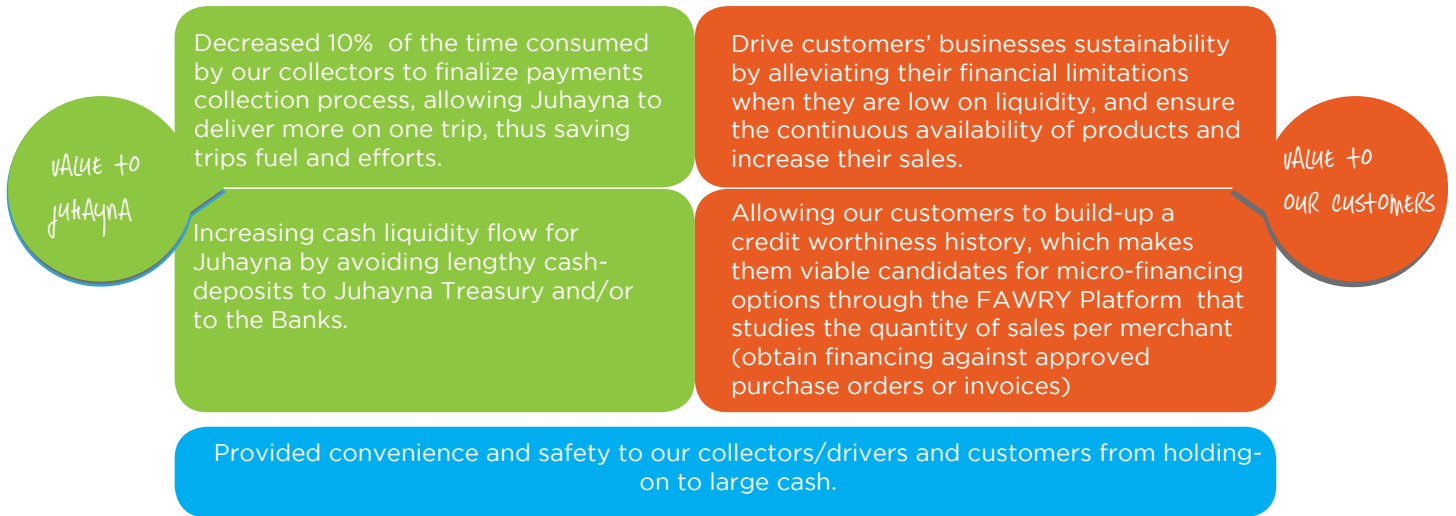 VALUE to
juhAynA
Decreased 10% of the time consumed
by our collectors to finalize payments
collection process, allowing Juhayna to
deliver more on one trip, thus saving
trips fuel and efforts.
Increasing cash liquidity flow for
Juhayna by avoiding lengthy cash-
deposits to Juhayna Treasury and/or
to the Banks.
Drive customers’ businesses sustainability
by alleviating their financial limitations
when they are low on liquidity, and ensure
the continuous availability of products and
increase their sales.
Allowing our customers to build-up a
credit worthiness history, which makes
them viable candidates for micro-financing
options through the FAWRY Platform that
studies the quantity of sales per merchant
(obtain financing against approved
purchase orders or invoices)
VALUE to
OUR CUSTOMERS
Provided convenience and safety to our collectors/drivers and customers from holding-
on to large cash.